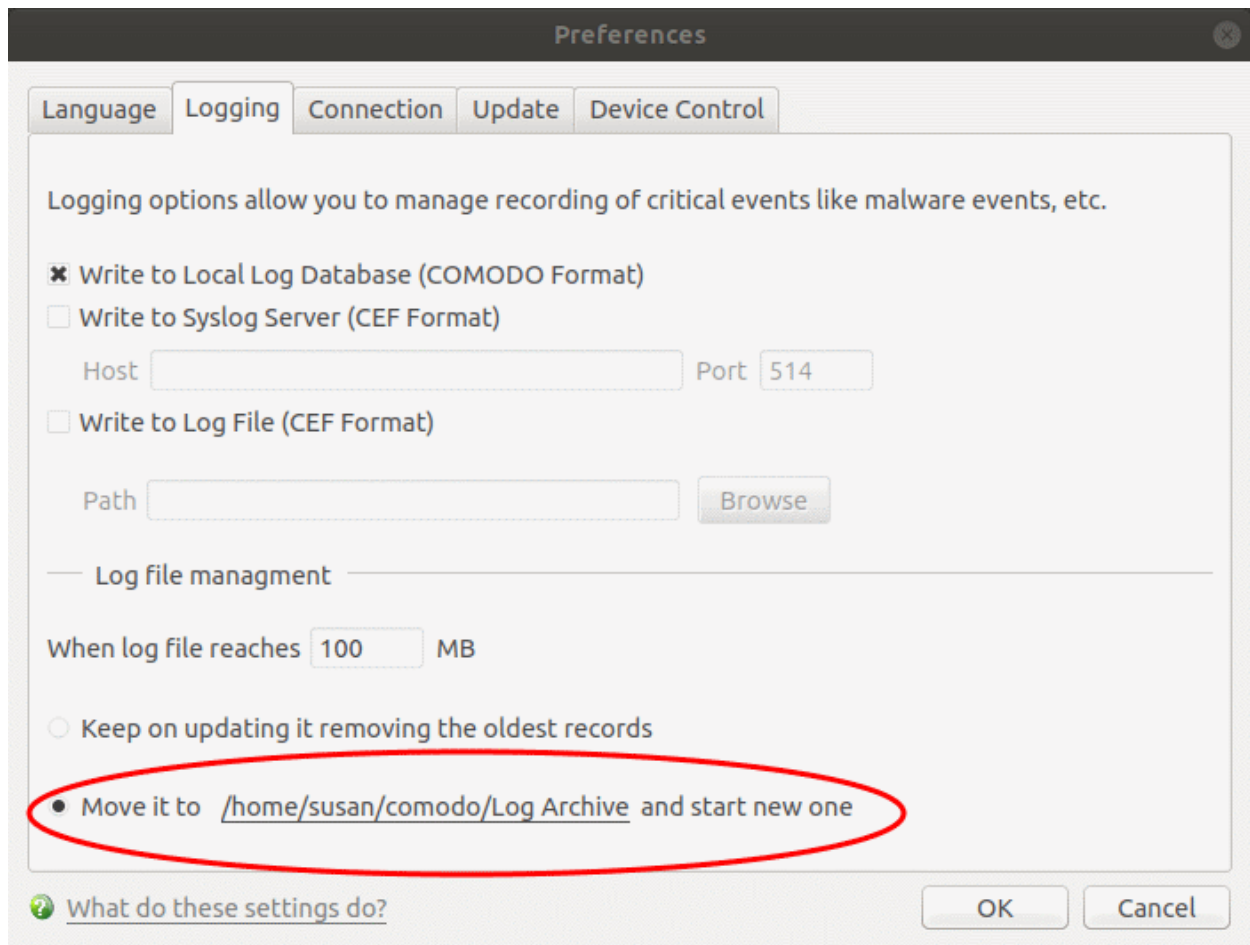 Preferences
Language Logging Connection Update Device Control
Logging options allow you to manage recording of critical events like malware events, etc.
Write to Local Log Database (COMODO Format)
Write to Syslog Server (CEF Format)
Host Port 514
Write to Log File (CEF Format)
Path Browse
Log file managment
When log file reaches 100 MB
Keep on updating it removing the oldest records
Move it to /home/susan/comodo/Log Archive and start new one
What do these settings do? OK Cancel